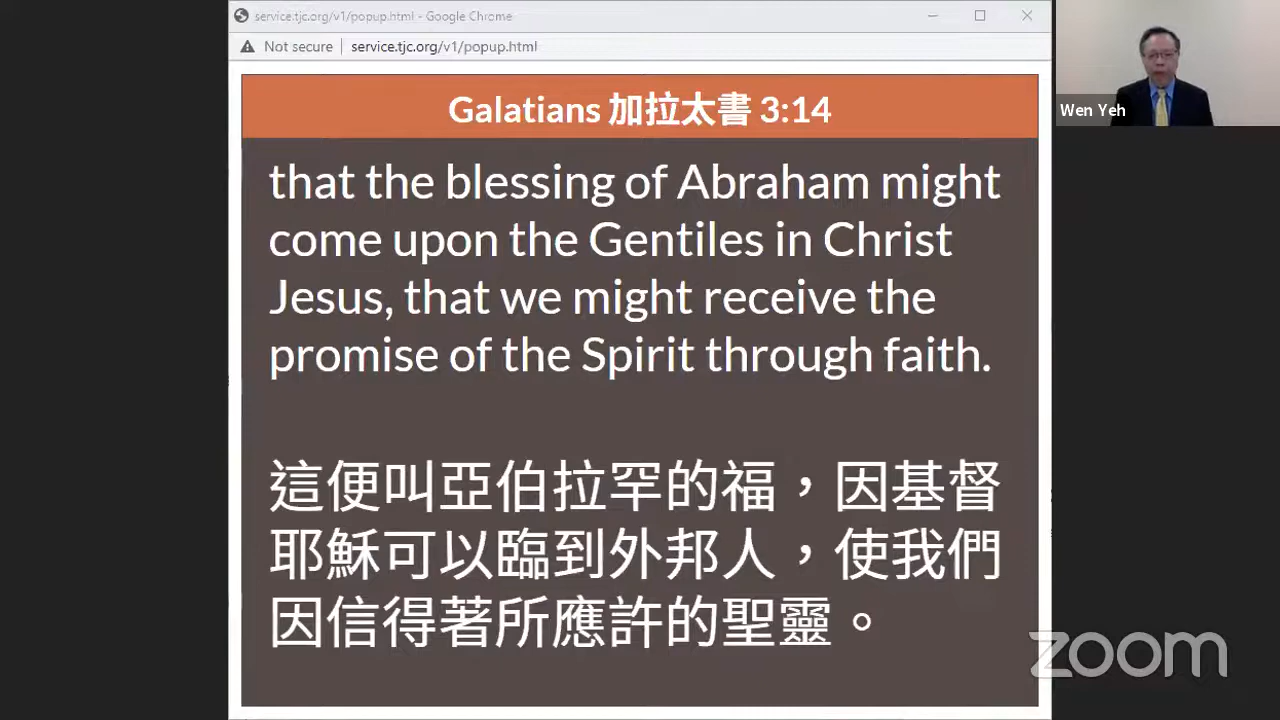 service.tjc.org/v1/popup.html - Google Chrome
Not secure service.tjc.org/v1/popup.html
Galatians 加拉太書 3:14
that the blessing of Abraham might
come upon the Gentiles in Christ
Jesus, that we might receive the
promise of the Spirit through faith.
這便叫亞伯拉罕的福，因基督
耶穌可以臨到外邦人，使我們
因信得著所應許的聖靈。
Wen Yeh
zoom